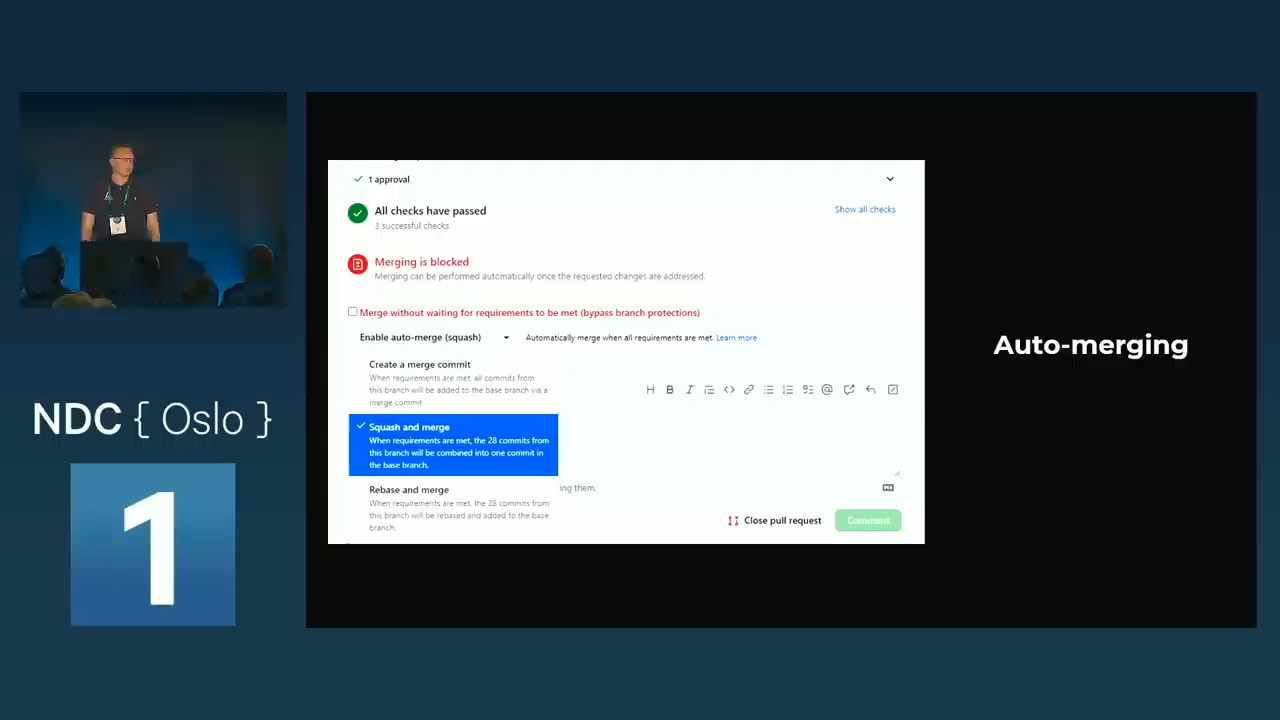 NDC { Oslo }
1
1 approval
All checks have passed
Show all checks
3 successful checks
Merging is blocked
Merging can be performed automatically once the requested changes are addressed.
Merge without waiting for requirements to be met (bypass branch protections)
Enable auto-merge (squash)
Automatically merge when all requirements are met. Learn more
Create a merge commit
When requirements are met, all commits from
this branch will be added to the base branch via a
merge commit
Squash and merge
When requirements are met, the 28 commits from
this branch will be combined into one commit in
the base branch.
ing them.
Rebase and merge
When requirements are met, the 28 commits from
this branch will be rebased and added to the base
branch.
Close pull request
Comment
Auto-merging